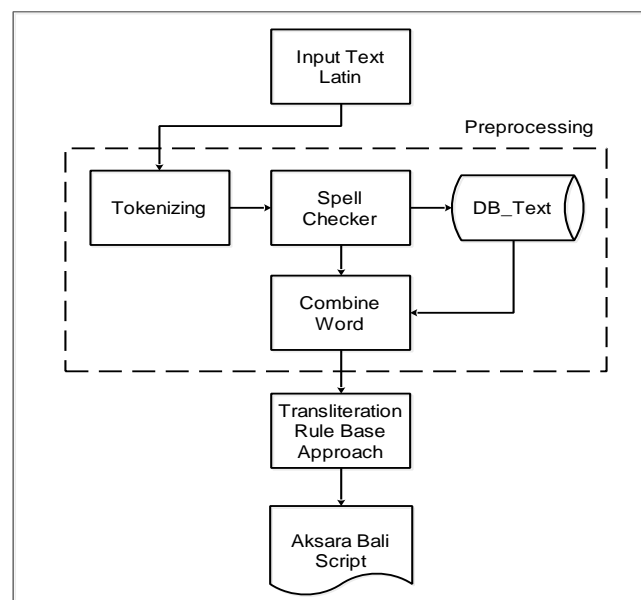 Input Text
Latin
Preprocessing
Tokenizing
Spell
Checker
DB_Text
Combine
Word
Transliteration
Rule Base
Approach
Aksara Bali
Script